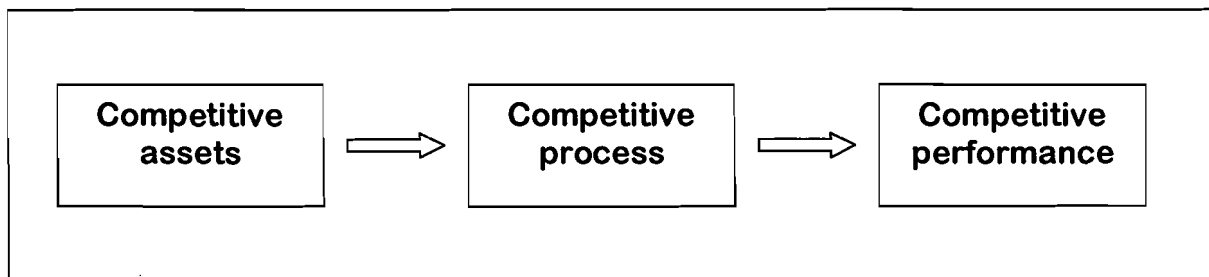 Competitive
assets
Competitive
process
Competitive
performance